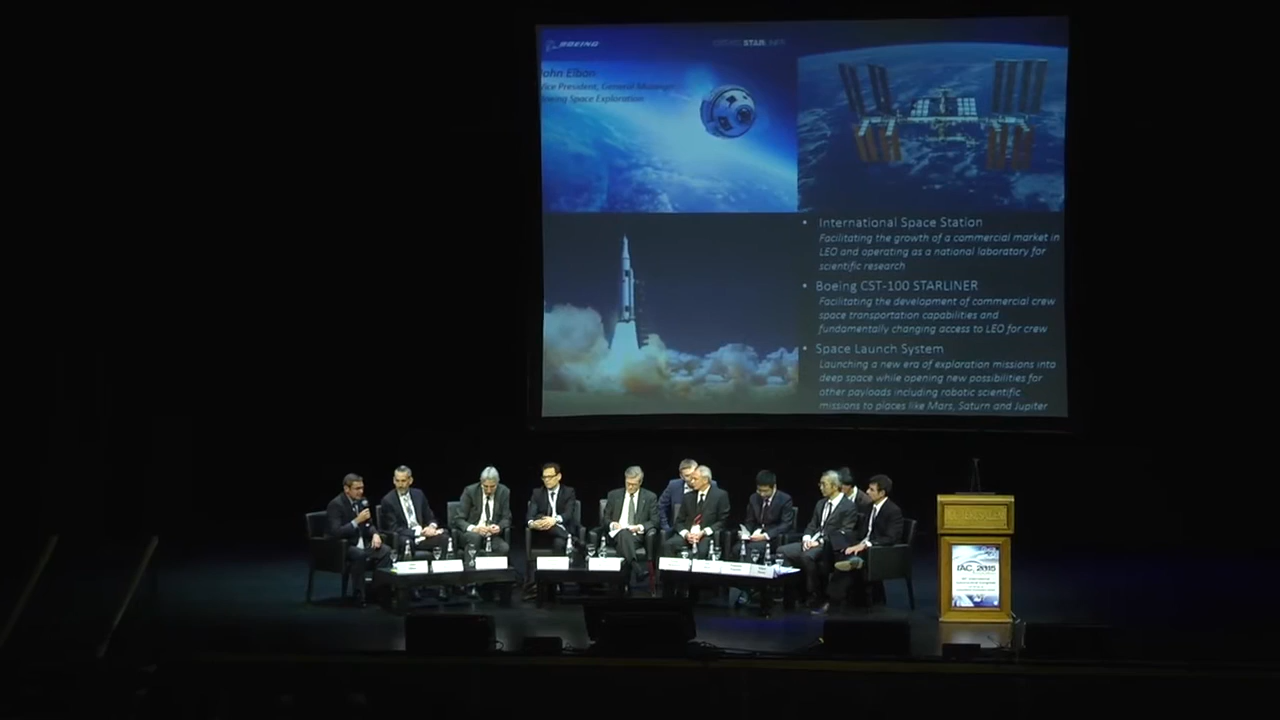 BOEING
STARLINER
John Elbon
Vice President, General Manager
Boeing Space Exploration
• International Space Station
Facilitating the growth of a commercial market in
LEO and operating as a national laboratory for
scientific research
• Boeing CST-100 STARLINER
Facilitating the development of commercial crew
space transportation capabilities and
fundamentally changing access to LEO for crew
• Space Launch System
Launching a new era of exploration missions into
deep space while opening new possibilities for
other payloads including robotic scientific
missions to places like Mars, Saturn and Jupiter
IAC 2015